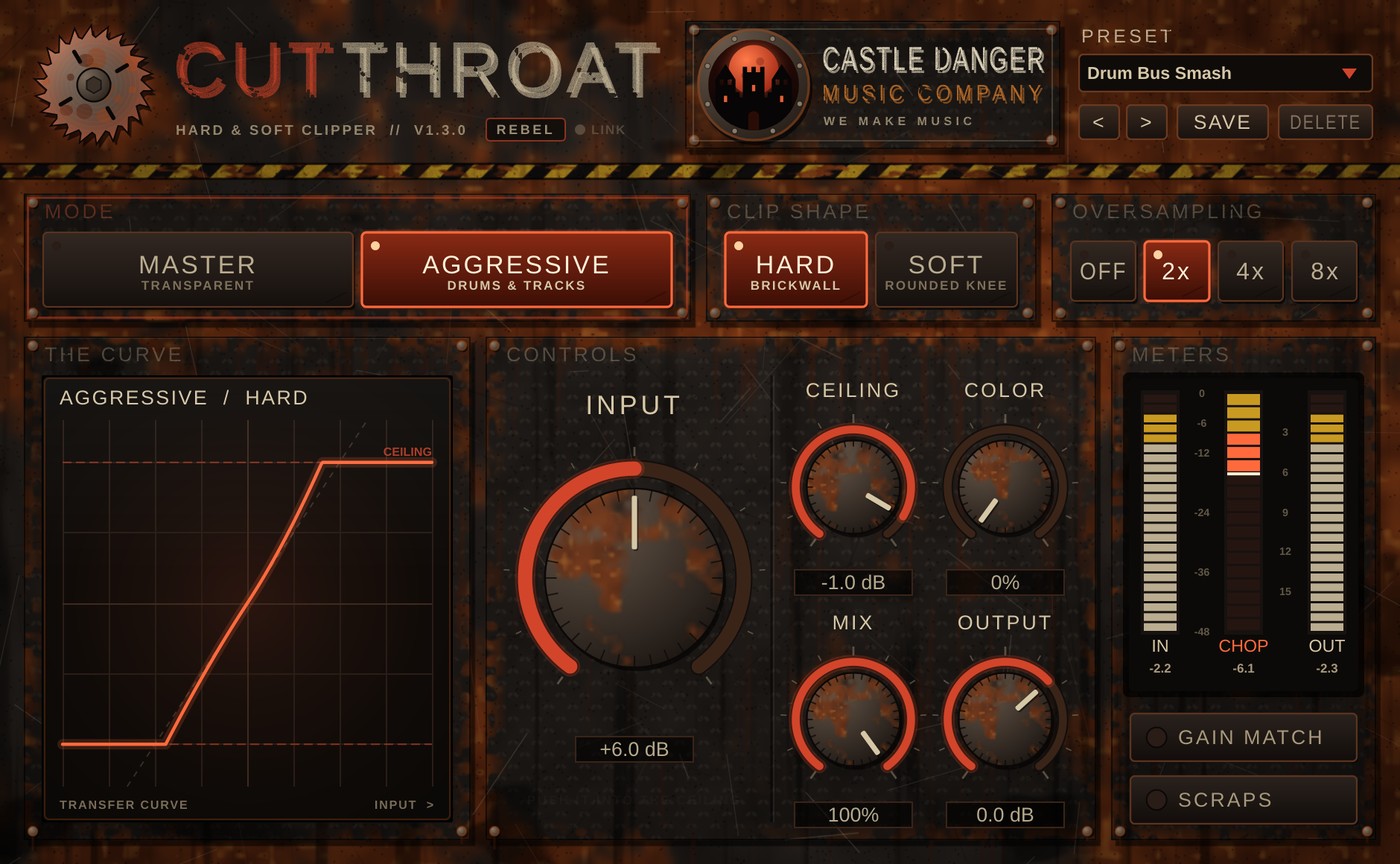 CUTTHROAT
HARD & SOFT CLIPPER // V1.3.0 REBEL LINK
CASTLE DANGER
MUSIC COMPANY
WE MAKE MUSIC
PRESET
Drum Bus Smash
< > SAVE DELETE
MODE
MASTER
TRANSPARENT
AGGRESSIVE
DRUMS & TRACKS
CLIP SHAPE
HARD
BRICKWALL
SOFT
ROUNDED KNEE
OVERSAMPLING
OFF 2x 4x 8x
THE CURVE
AGGRESSIVE / HARD
CEILING
TRANSFER CURVE INPUT >
CONTROLS
INPUT
+6.0 dB
CEILING
-1.0 dB
COLOR
0%
MIX
100%
OUTPUT
0.0 dB
METERS
0
-6
-12
-24
-36
-48
3
6
9
12
15
IN CHOP OUT
-2.2 -6.1 -2.3
GAIN MATCH
SCRAPS